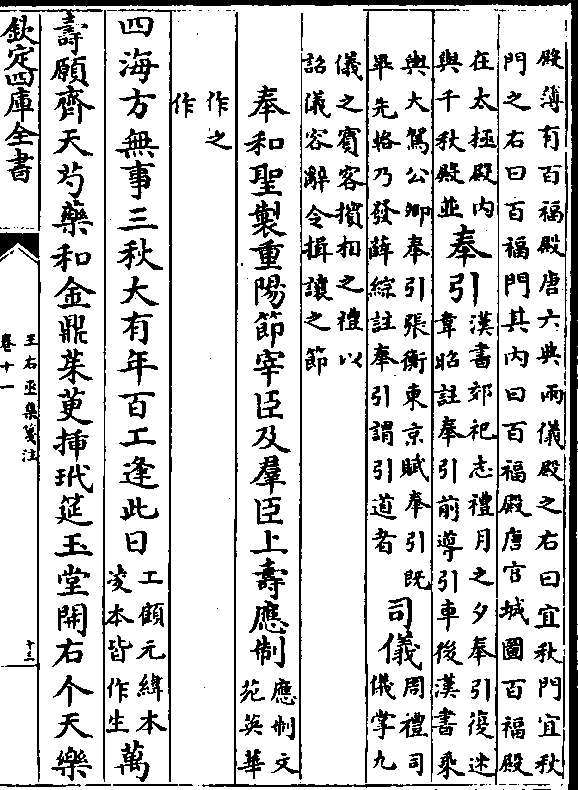 殿簿有百福殿唐六典兩儀殿之右曰宜秋門宜秋
門之右曰百福門其内曰百福殿唐宫城圖百福殿
在太極殿内
與千秋殿並
奉引
漢書郊祀志禮月之夕奉引復迷
韋昭註奉引前導引車後漢書乘
輿大駕公卿奉引張衡東京賦奉引既
畢先輅乃發薛綜註奉引謂引道者
司儀
周禮司
儀掌九
儀之賓客擯相之禮以
詔儀容辭令揖讓之節
奉和聖製重陽節宰臣及羣臣上壽應制
應制文
苑英華
作之
作
四海方無事三秋大有年百工逢此日
工顧元緯本
凌本皆作生
萬
壽願齊天芍藥和金鼎茱萸揷玳筵玉堂開右个天樂
欽定四庫全書
王右丞集箋注
卷十一
十三